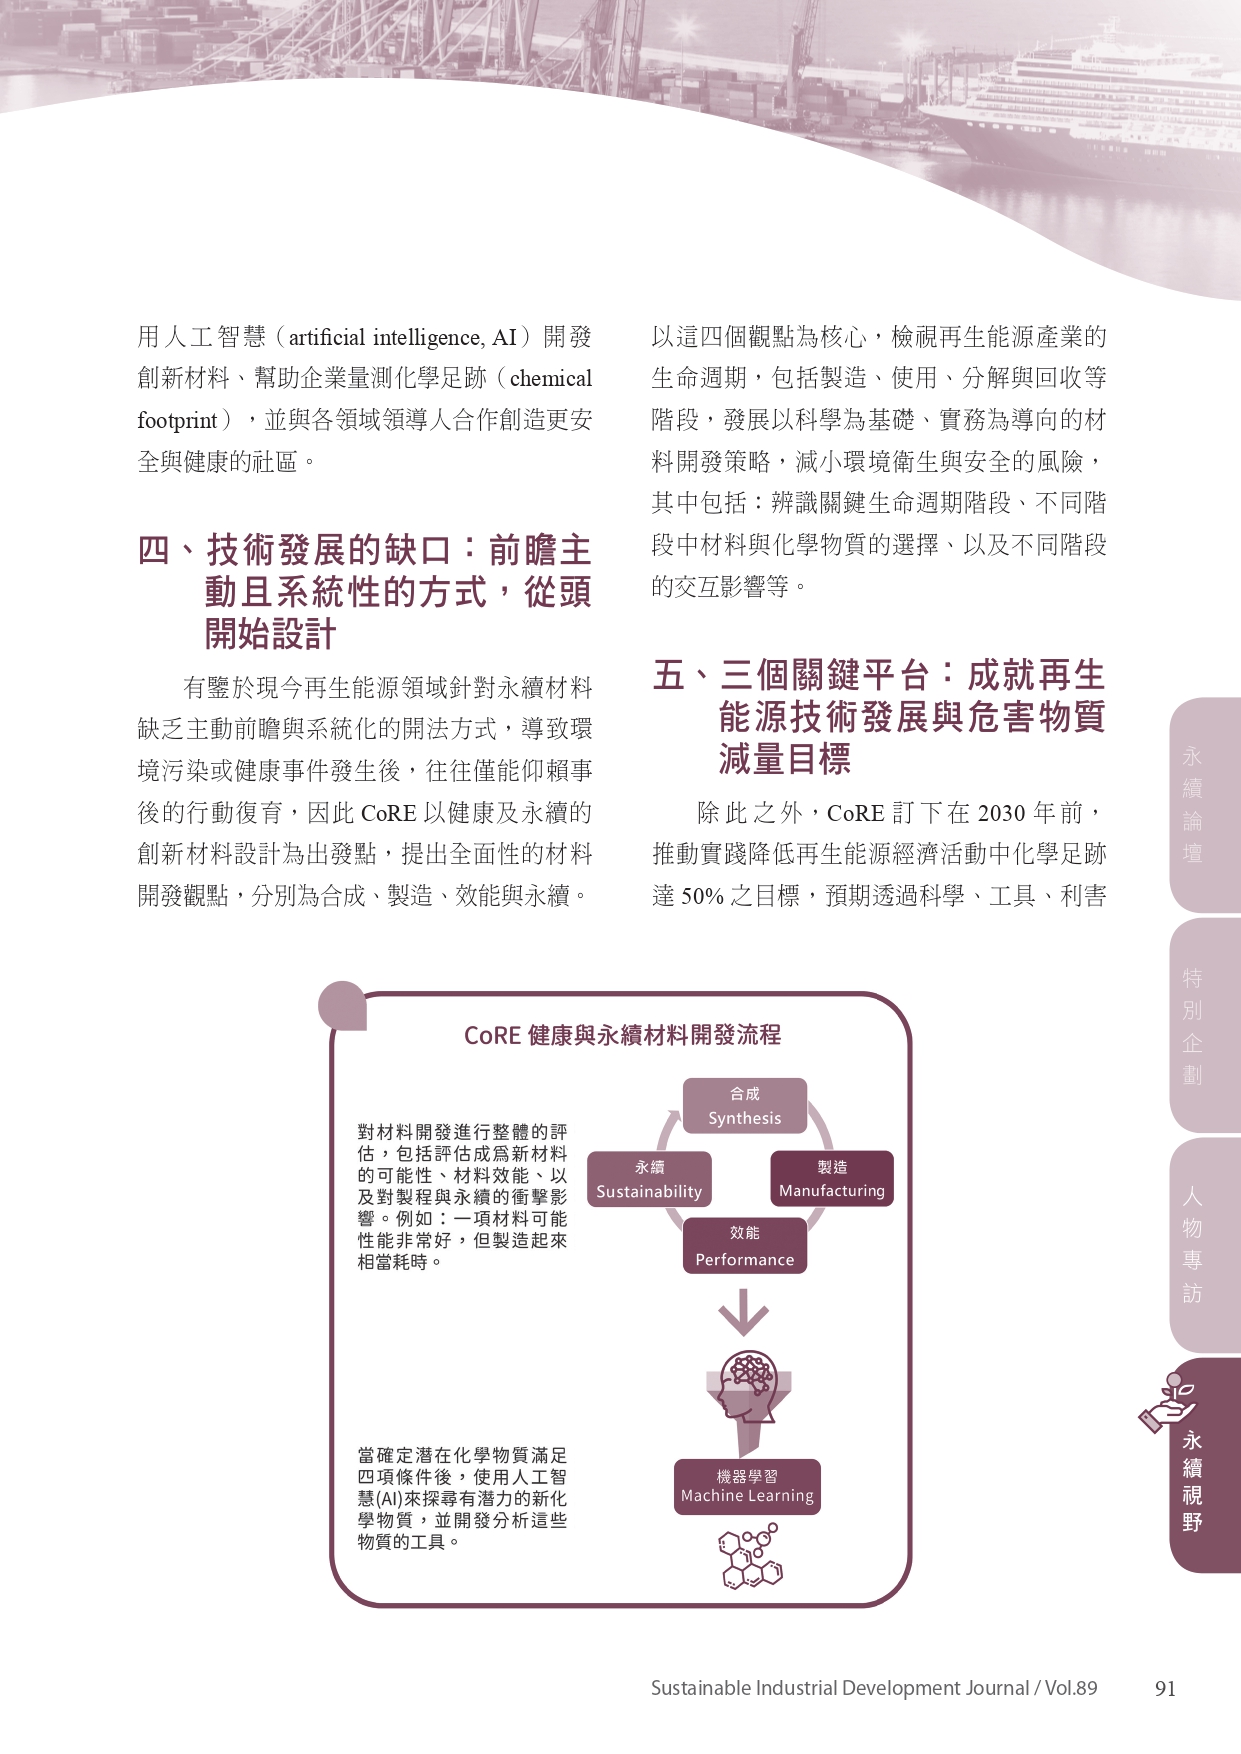 用人工智慧（artificial intelligence, AI）開發
創新材料、幫助企業量測化學足跡（chemical
footprint），並與各領域領導人合作創造更安
全與健康的社區。
四、技術發展的缺口：前瞻主
動且系統性的方式，從頭
開始設計
有鑒於現今再生能源領域針對永續材料
缺乏主動前瞻與系統化的開法方式，導致環
境污染或健康事件發生後，往往僅能仰賴事
後的行動復育，因此 CoRE 以健康及永續的
創新材料設計為出發點，提出全面性的材料
開發觀點，分別為合成、製造、效能與永續。
以這四個觀點為核心，檢視再生能源產業的
生命週期，包括製造、使用、分解與回收等
階段，發展以科學為基礎、實務為導向的材
料開發策略，減小環境衛生與安全的風險，
其中包括：辨識關鍵生命週期階段、不同階
段中材料與化學物質的選擇、以及不同階段
的交互影響等。
五、三個關鍵平台：成就再生
能源技術發展與危害物質
減量目標
除此之外，CoRE 訂下在 2030 年前，
推動實踐降低再生能源經濟活動中化學足跡
達 50% 之目標，預期透過科學、工具、利害
CoRE 健康與永續材料開發流程
對材料開發進行整體的評
估，包括評估成為新材料
的可能性、材料效能、以
及對製程與永續的衝擊影
響。例如：一項材料可能
性能非常好，但製造起來
相當耗時。
合成
Synthesis
永續
Sustainability
製造
Manufacturing
效能
Performance
當確定潛在化學物質滿足
四項條件後，使用人工智
慧(AI)來探尋有潛力的新化
學物質，並開發分析這些
物質的工具。
機器學習
Machine Learning
永續論壇
特別企劃
人物專訪
永續視野
Sustainable Industrial Development Journal / Vol.89 91